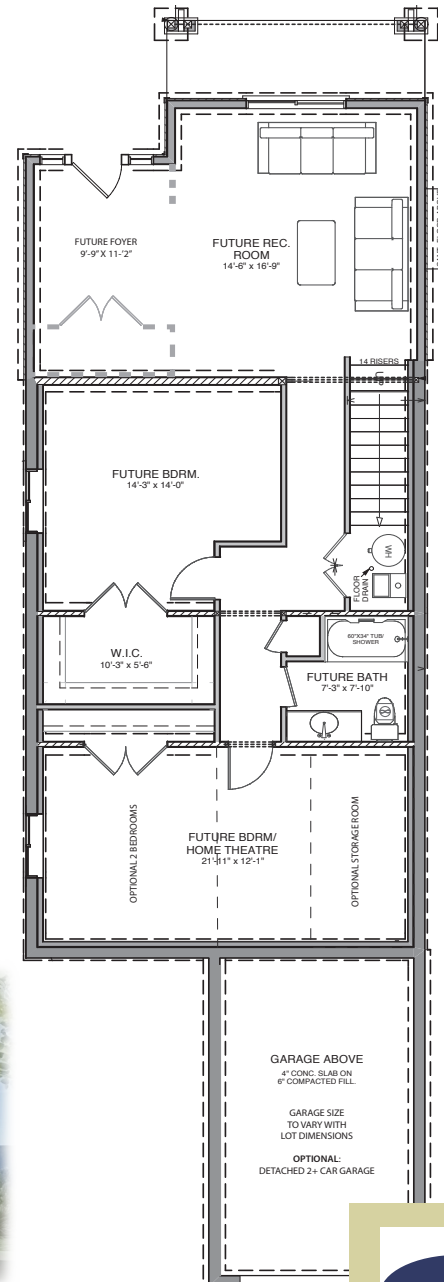 FUTURE FOYER
9'-9" X 11-'2"
FUTURE REC.
ROOM
14'-6" x 16'-9"
14 RISERS
UP
FUTURE BDRM.
14'-3" x 14'-0"
WH
FLOOR
DRAIN
W.I.C.
10'-3" x 5'-6"
60"X34" TUB/
SHOWER
FUTURE BATH
7'-3" x 7'-10"
OPTIONAL 2 BEDROOMS
FUTURE BDRM/
HOME THEATRE
21'-11" x 12'-1"
OPTIONAL STORAGE ROOM
GARAGE ABOVE
4" CONC. SLAB ON
6" COMPACTED FILL
GARAGE SIZE
TO VARY WITH
LOT DIMENSIONS
OPTIONAL:
DETACHED 2+ CAR GARAGE